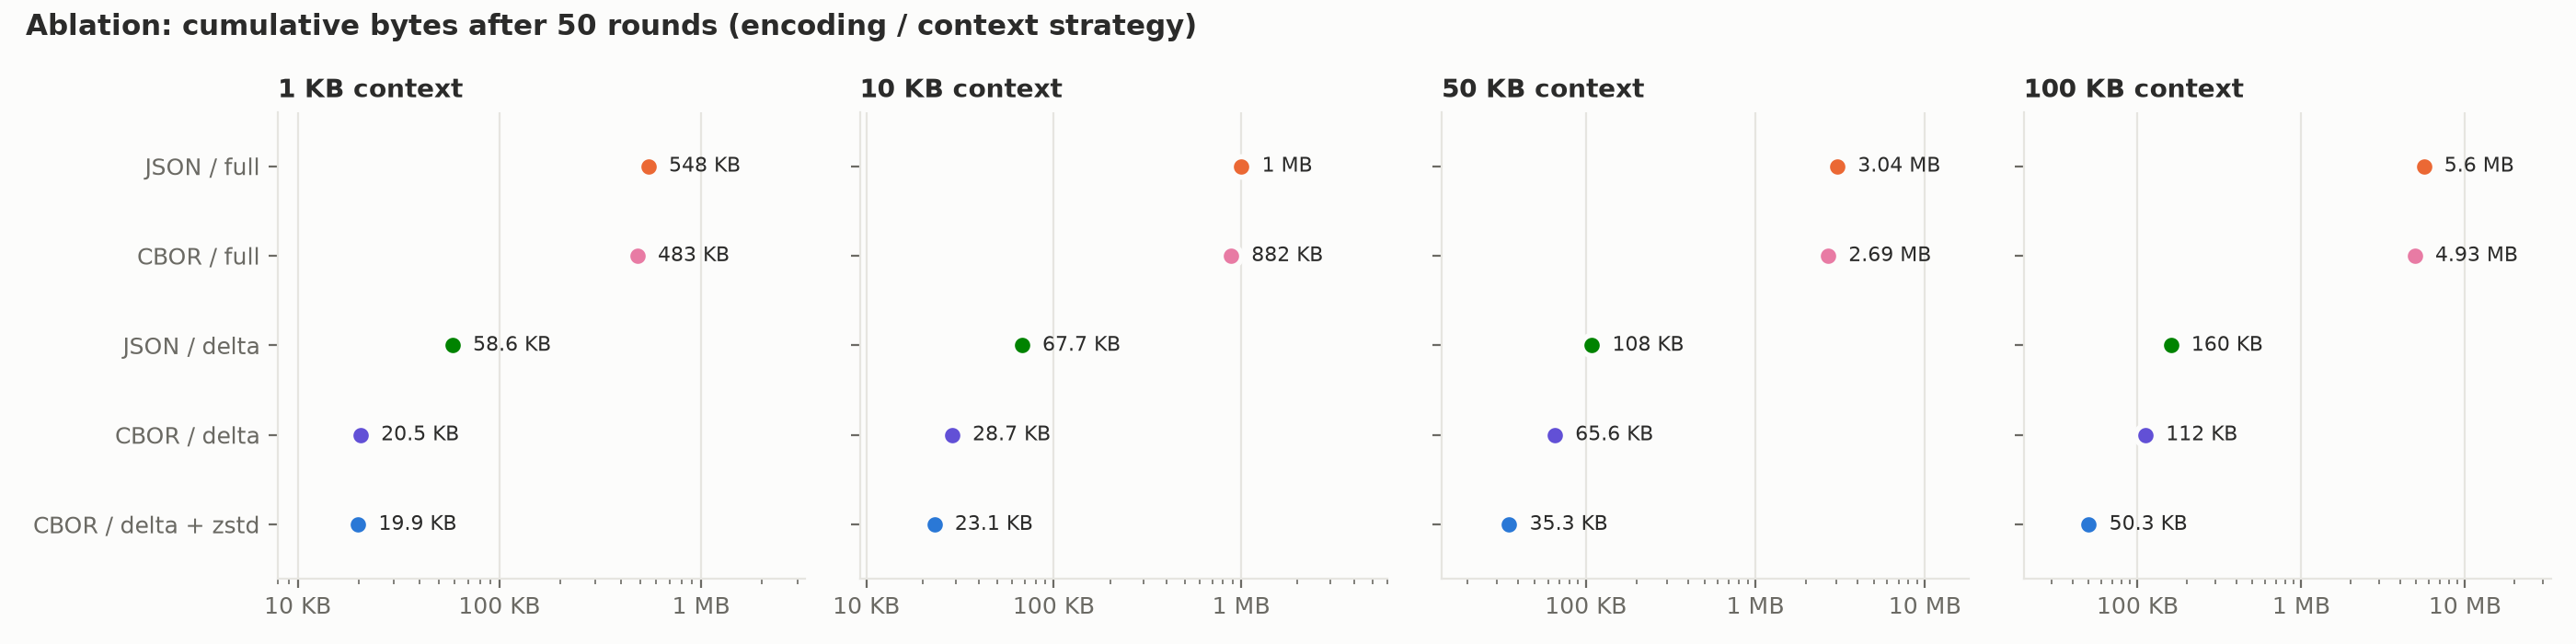 Ablation: cumulative bytes after 50 rounds (encoding / context strategy)
1 KB context
10 KB context
50 KB context
100 KB context
JSON / full
548 KB
1 MB
3.04 MB
5.6 MB
CBOR / full
483 KB
882 KB
2.69 MB
4.93 MB
JSON / delta
58.6 KB
67.7 KB
108 KB
160 KB
CBOR / delta
20.5 KB
28.7 KB
65.6 KB
112 KB
CBOR / delta + zstd
19.9 KB
23.1 KB
35.3 KB
50.3 KB
10 KB
100 KB
1 MB
10 KB
100 KB
1 MB
100 KB
1 MB
10 MB
100 KB
1 MB
10 MB